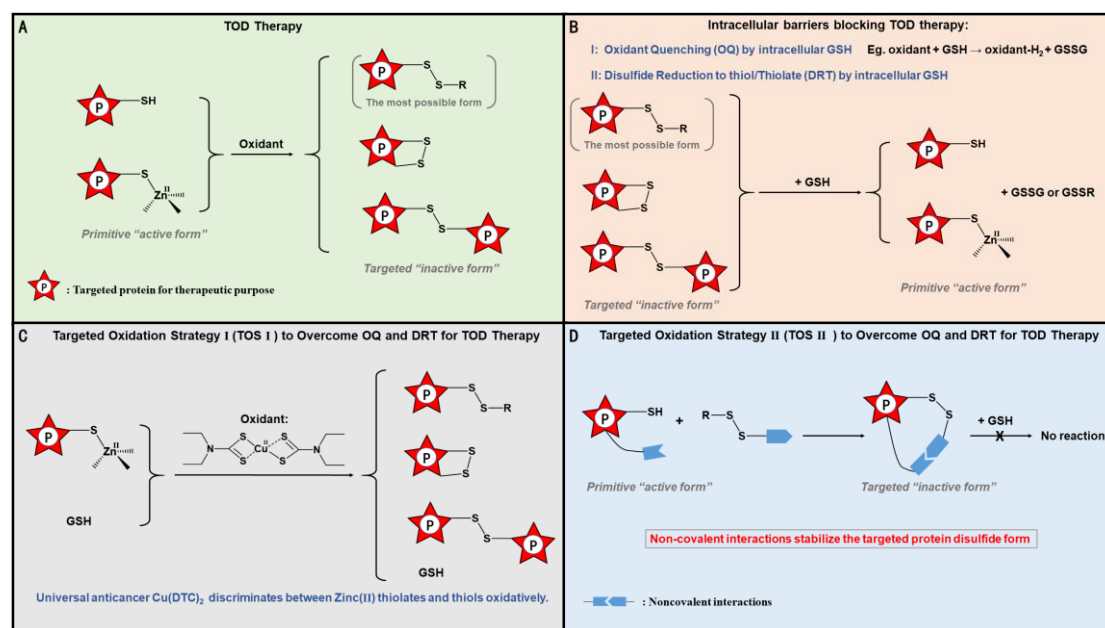 A
TOD Therapy
P
SH
P
S
Zn
II
Primitive “active form”
Oxidant
P
S
S—R
The most possible form
P
S
S
P
S
S
P
Targeted “inactive form”
P
: Targeted protein for therapeutic purpose
B
Intracellular barriers blocking TOD therapy:
I: Oxidant Quenching (OQ) by intracellular GSH Eg. oxidant + GSH → oxidant-H2 + GSSG
II: Disulfide Reduction to thiol/Thiolate (DRT) by intracellular GSH
P
S
S—R
The most possible form
P
S
S
P
S
S
P
Targeted “inactive form”
+ GSH
P
SH
+ GSSG or GSSR
P
S
II
Zn
Primitive “active form”
C
Targeted Oxidation Strategy I (TOS I) to Overcome OQ and DRT for TOD Therapy
P
S
II
Zn
GSH
Oxidant:
N
S
S
II
Cu
S
S
N
P
S
S—R
P
S
S
P
S
S
P
GSH
Universal anticancer Cu(DTC)2 discriminates between Zinc(II) thiolates and thiols oxidatively.
D
Targeted Oxidation Strategy II (TOS II) to Overcome OQ and DRT for TOD Therapy
P
SH
+
R
S
S
P
S
S
+ GSH
X
No reaction
Primitive “active form”
Targeted “inactive form”
Non-covalent interactions stabilize the targeted protein disulfide form
: Noncovalent interactions